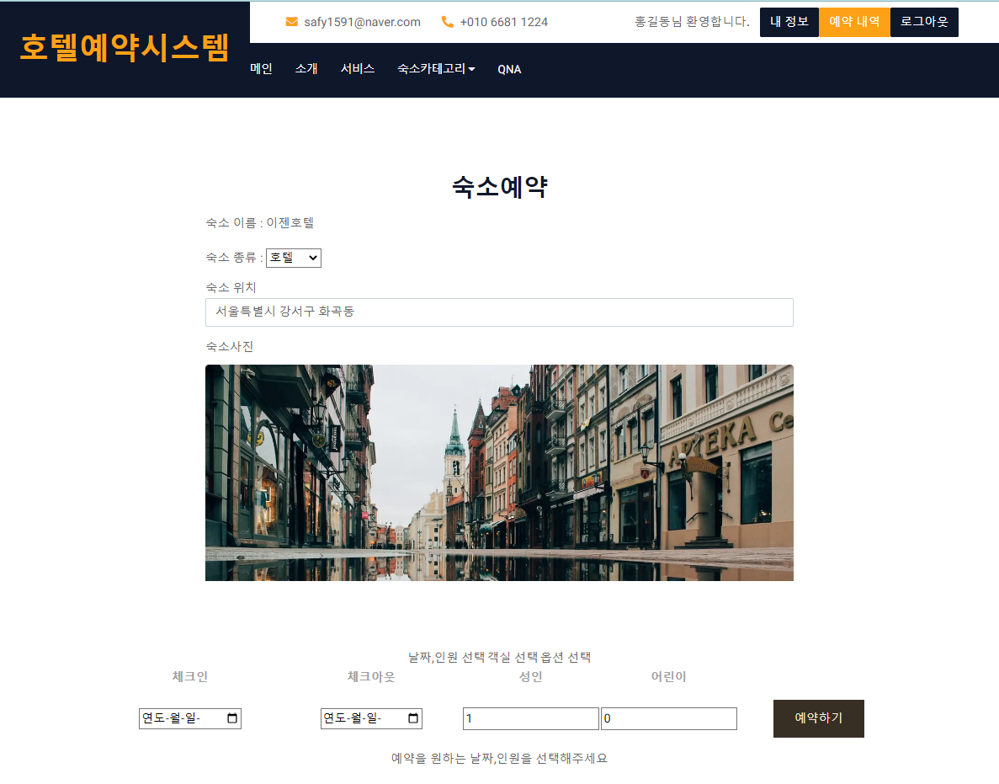 호텔예약시스템
safy1591@naver.com +010 6681 1224 홍길동님 환영합니다. 내 정보 예약 내역 로그아웃
메인 소개 서비스 숙소카테고리 QNA
숙소예약
숙소 이름 : 이젠호텔
숙소 종류 : 호텔
숙소 위치
서울특별시 강서구 화곡동
숙소사진
APTEKA Ce
날짜,인원 선택 객실 선택 옵션 선택
체크인 체크아웃 성인 어린이
연도-월-일- 연도-월-일- 1 0 예약하기
예약을 원하는 날짜,인원을 선택해주세요